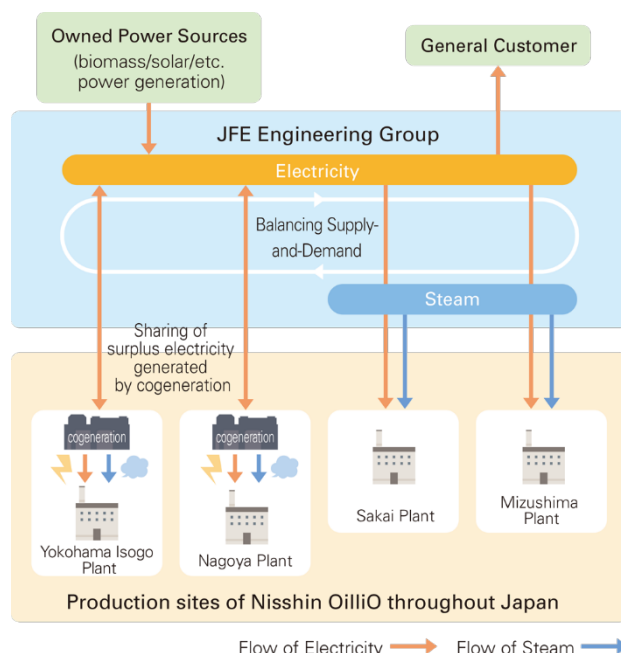 Owned Power Sources
(biomass/solar/etc.
power generation)
General Customer
JFE Engineering Group
Electricity
Balancing Supply-
and-Demand
Steam
Sharing of
surplus electricity
generated
by cogeneration
cogeneration
cogeneration
Yokohama Isogo
Plant
Nagoya Plant
Sakai Plant
Mizushima
Plant
Production sites of Nisshin OilliO throughout Japan
Flow of Electricity
Flow of Steam